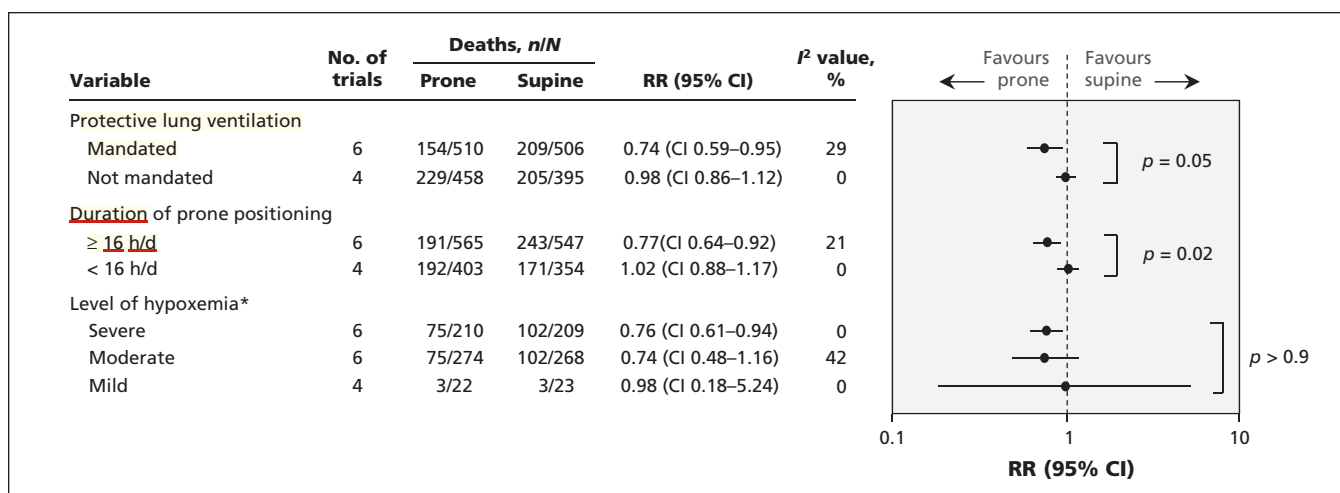 Variable No. of trials Deaths, n/N Prone Supine RR (95% CI) I² value, % Favours prone Favours supine
Protective lung ventilation
Mandated 6 154/510 209/506 0.74 (CI 0.59–0.95) 29
Not mandated 4 229/458 205/395 0.98 (CI 0.86–1.12) 0
p = 0.05
Duration of prone positioning
≥ 16 h/d 6 191/565 243/547 0.77(CI 0.64–0.92) 21
< 16 h/d 4 192/403 171/354 1.02 (CI 0.88–1.17) 0
p = 0.02
Level of hypoxemia*
Severe 6 75/210 102/209 0.76 (CI 0.61–0.94) 0
Moderate 6 75/274 102/268 0.74 (CI 0.48–1.16) 42
p > 0.9
Mild 4 3/22 3/23 0.98 (CI 0.18–5.24) 0
0.1 1 10
RR (95% CI)